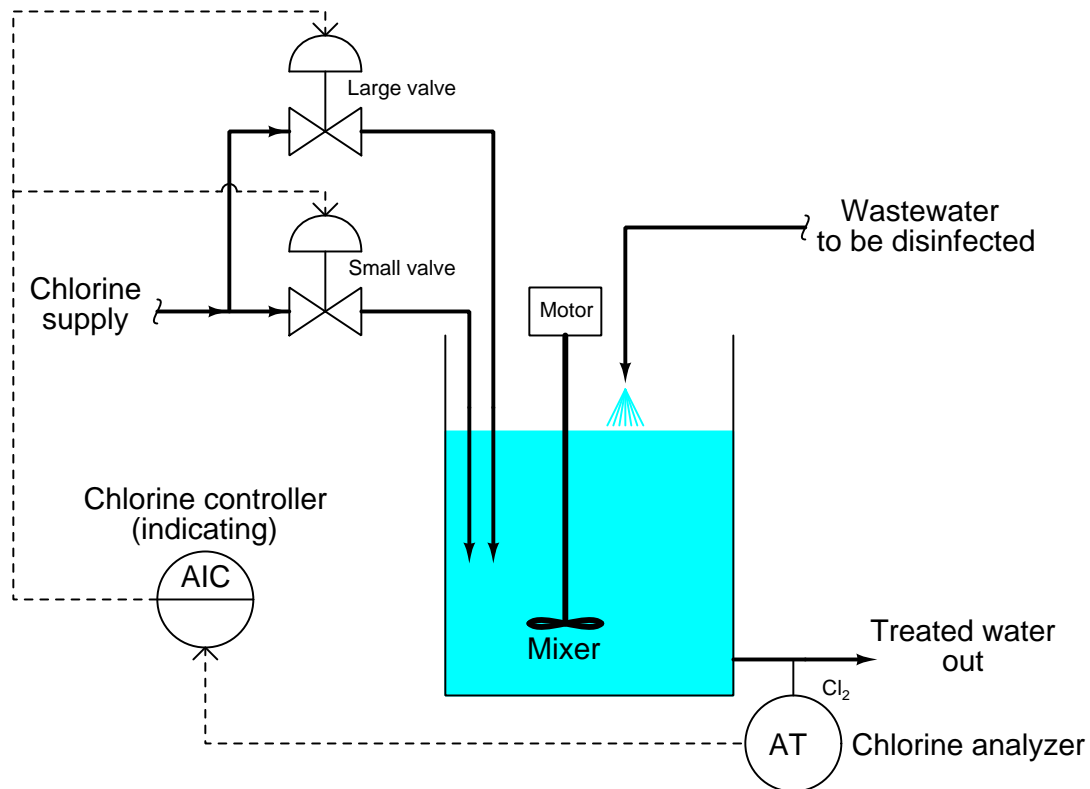 Large valve
Small valve
Chlorine
supply
Wastewater
to be disinfected
Motor
Chlorine controller
(indicating)
AIC
Mixer
Treated water
out
Cl₂
AT
Chlorine analyzer